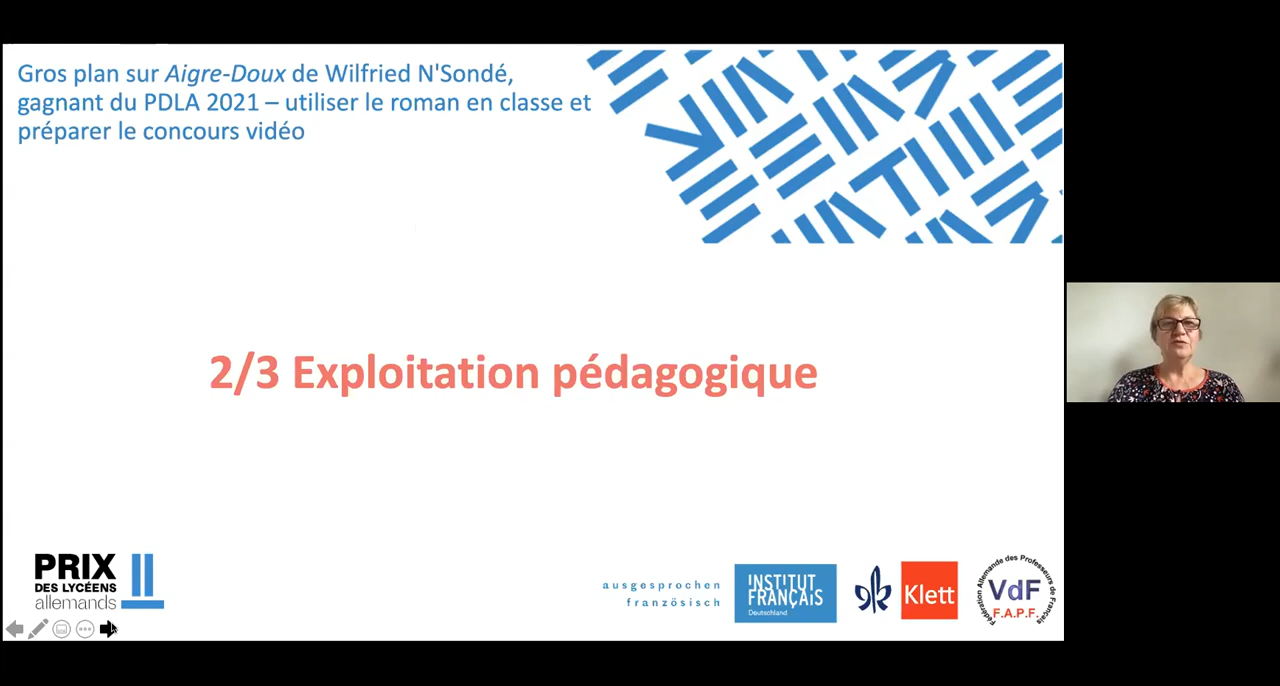 Gros plan sur Aigre-Doux de Wilfried N'Sondé,
gagnant du PDLA 2021 – utiliser le roman en classe et
préparer le concours vidéo
2/3 Exploitation pédagogique
PRIX
DES LYCÉENS
allemands
ausgesprochen
französisch
INSTITUT
FRANÇAIS
Deutschland
Klett
Fédération Allemande des Professeurs de Français
VdF
F.A.P.F.